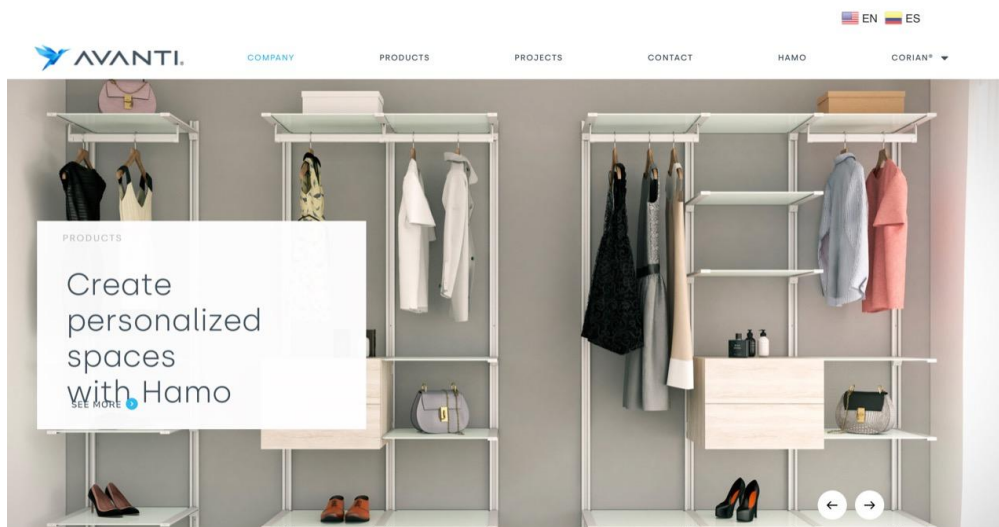 EN ES
AVANTI.
COMPANY PRODUCTS PROJECTS CONTACT HAMO CORIAN®
PRODUCTS
Create
personalized
spaces
with Hamo
SEE MORE